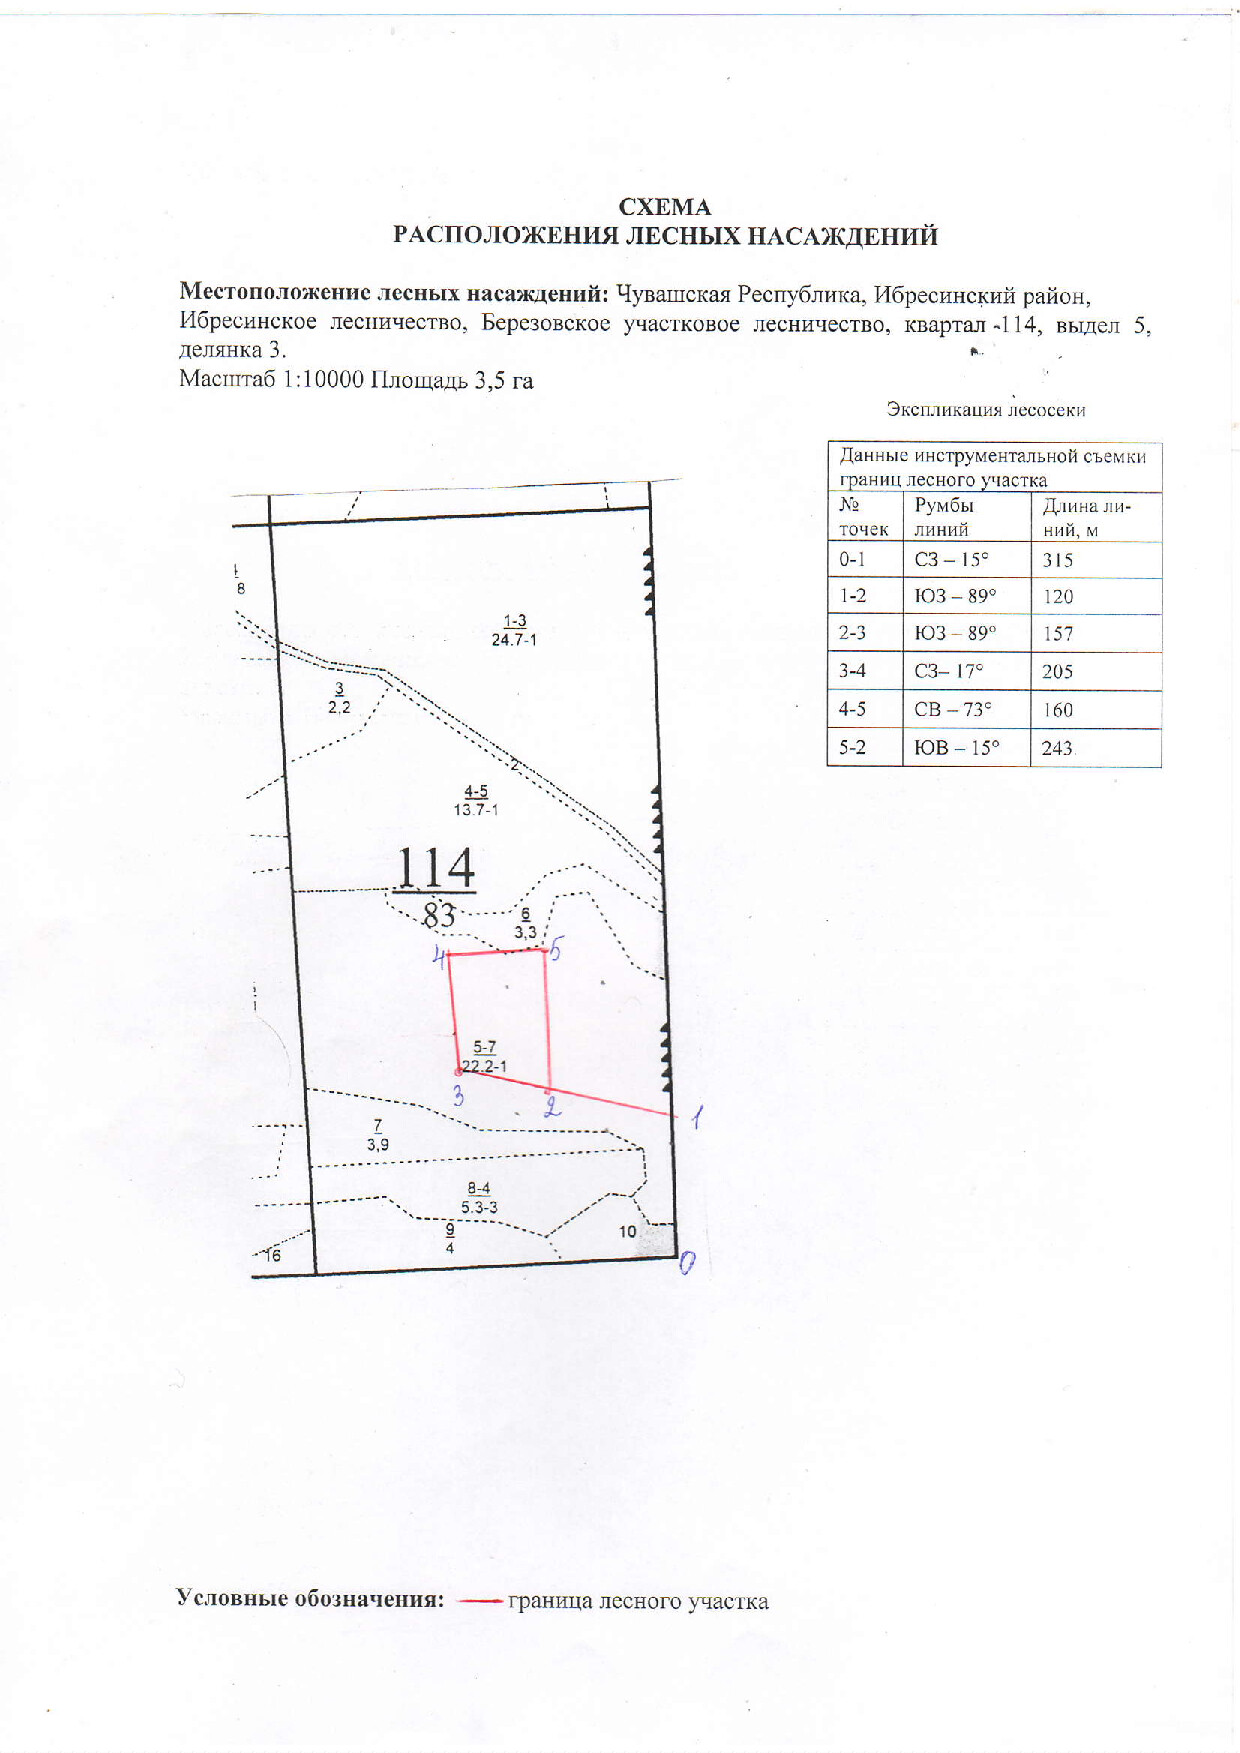 СХЕМА
РАСПОЛОЖЕНИЯ ЛЕСНЫХ НАСАЖДЕНИЙ
Местоположение лесных насаждений: Чувашская Республика, Ибресинский район,
Ибресинское лесничество, Березовское участковое лесничество, квартал 114, выдел 5,
делянка 3.
Масштаб 1:10000 Площадь 3,5 га
Экспликация лесосеки
Данные инструментальной съемки
границ лесного участка
№ точек Румбы линий Длина ли-
ний, м
0-1 СЗ – 15° 315
1-2 ЮЗ – 89° 120
2-3 ЮЗ – 89° 157
3-4 СЗ– 17° 205
4-5 СВ – 73° 160
5-2 ЮВ – 15° 243
8
1-3
24.7-1
3
2,2
2
4-5
13.7-1
114
83
6
3,3
4
5
5-7
22.2-1
3
2
1
7
3,9
8-4
5.3-3
9
4
10
16
0
Условные обозначения: граница лесного участка